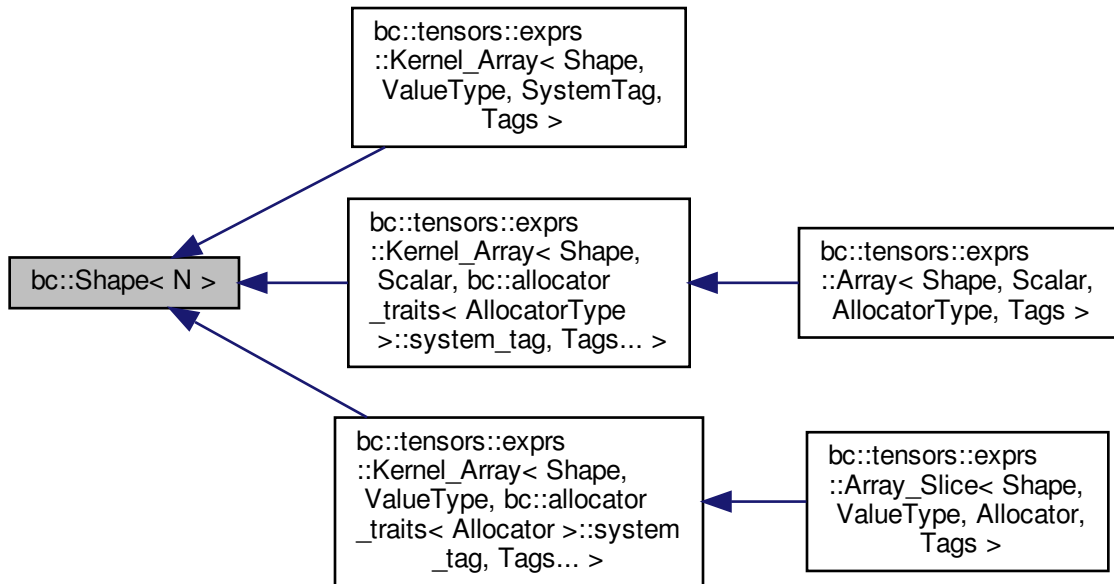 bc::tensors::exprs
::Kernel_Array< Shape,
ValueType, SystemTag,
Tags >
bc::Shape< N >
bc::tensors::exprs
::Kernel_Array< Shape,
Scalar, bc::allocator
_traits< AllocatorType
>::system_tag, Tags... >
bc::tensors::exprs
::Array< Shape, Scalar,
AllocatorType, Tags >
bc::tensors::exprs
::Kernel_Array< Shape,
ValueType, bc::allocator
_traits< Allocator >::system
_tag, Tags... >
bc::tensors::exprs
::Array_Slice< Shape,
ValueType, Allocator,
Tags >